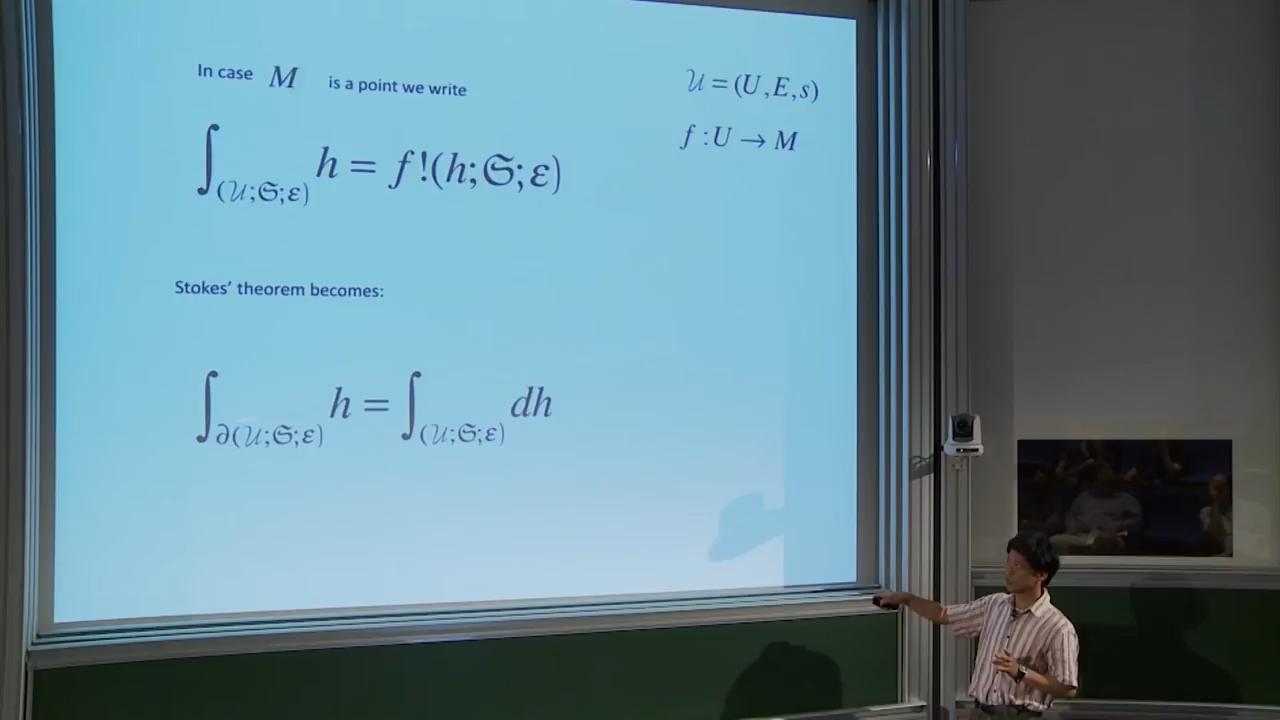 In case M is a point we write
𝒰 = (U, E, s)
f : U → M
∫_(𝒰;𝔖;ε) h = f!(h;𝔖;ε)
Stokes' theorem becomes:
∫_∂(𝒰;𝔖;ε) h = ∫_(𝒰;𝔖;ε) dh